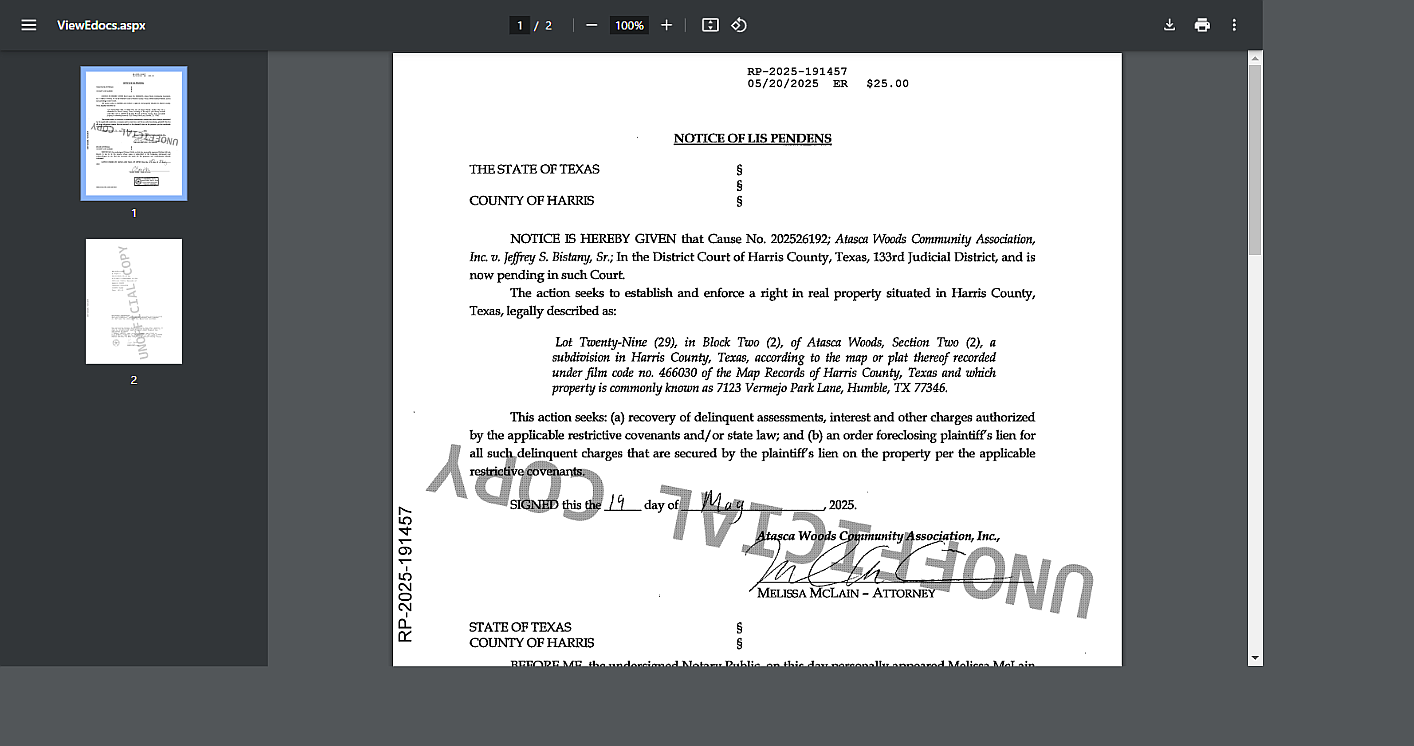 ViewEdocs.aspx
1 / 2
100%
1
2
RP-2025-191457
05/20/2025 ER $25.00
NOTICE OF LIS PENDENS
THE STATE OF TEXAS §
§
COUNTY OF HARRIS §
NOTICE IS HEREBY GIVEN that Cause No. 202526192; Atasca Woods Community Association,
Inc. v. Jeffrey S. Bistany, Sr.; In the District Court of Harris County, Texas, 133rd Judicial District, and is
now pending in such Court.
The action seeks to establish and enforce a right in real property situated in Harris County,
Texas, legally described as:
Lot Twenty-Nine (29), in Block Two (2), of Atasca Woods, Section Two (2), a
subdivision in Harris County, Texas, according to the map or plat thereof recorded
under film code no. 466030 of the Map Records of Harris County, Texas and which
property is commonly known as 7123 Vermejo Park Lane, Humble, TX 77346.
This action seeks: (a) recovery of delinquent assessments, interest and other charges authorized
by the applicable restrictive covenants and/or state law; and (b) an order foreclosing plaintiff's lien for
all such delinquent charges that are secured by the plaintiff's lien on the property per the applicable
restrictive covenants.
SIGNED this the 19 day of May, 2025.
Atasca Woods Community Association, Inc.,
MELISSA MCLAIN – ATTORNEY
STATE OF TEXAS §
COUNTY OF HARRIS §
BEFORE ME, the undersigned Notary Public, on this day personally appeared Melissa McLain
RP-2025-191457
UNOFFICIAL COPY